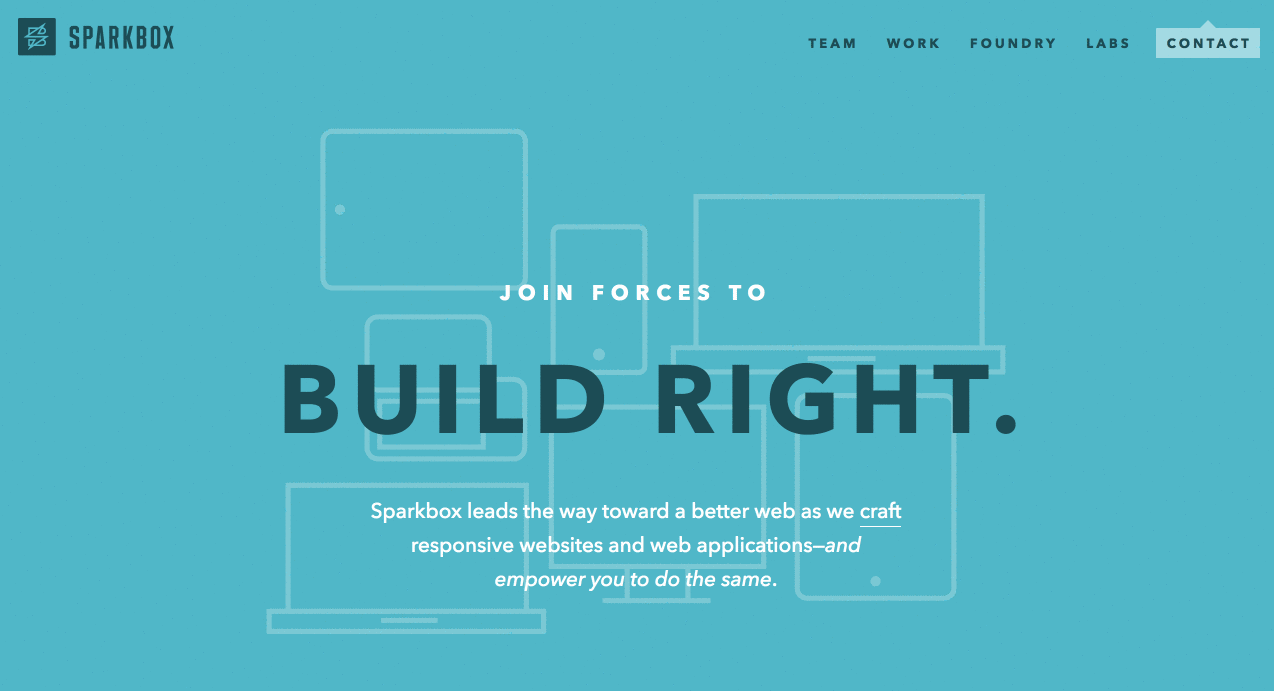 SPARKBOX
TEAM WORK FOUNDRY LABS CONTACT
JOIN FORCES TO
BUILD RIGHT.
Sparkbox leads the way toward a better web as we craft
responsive websites and web applications—and
empower you to do the same.